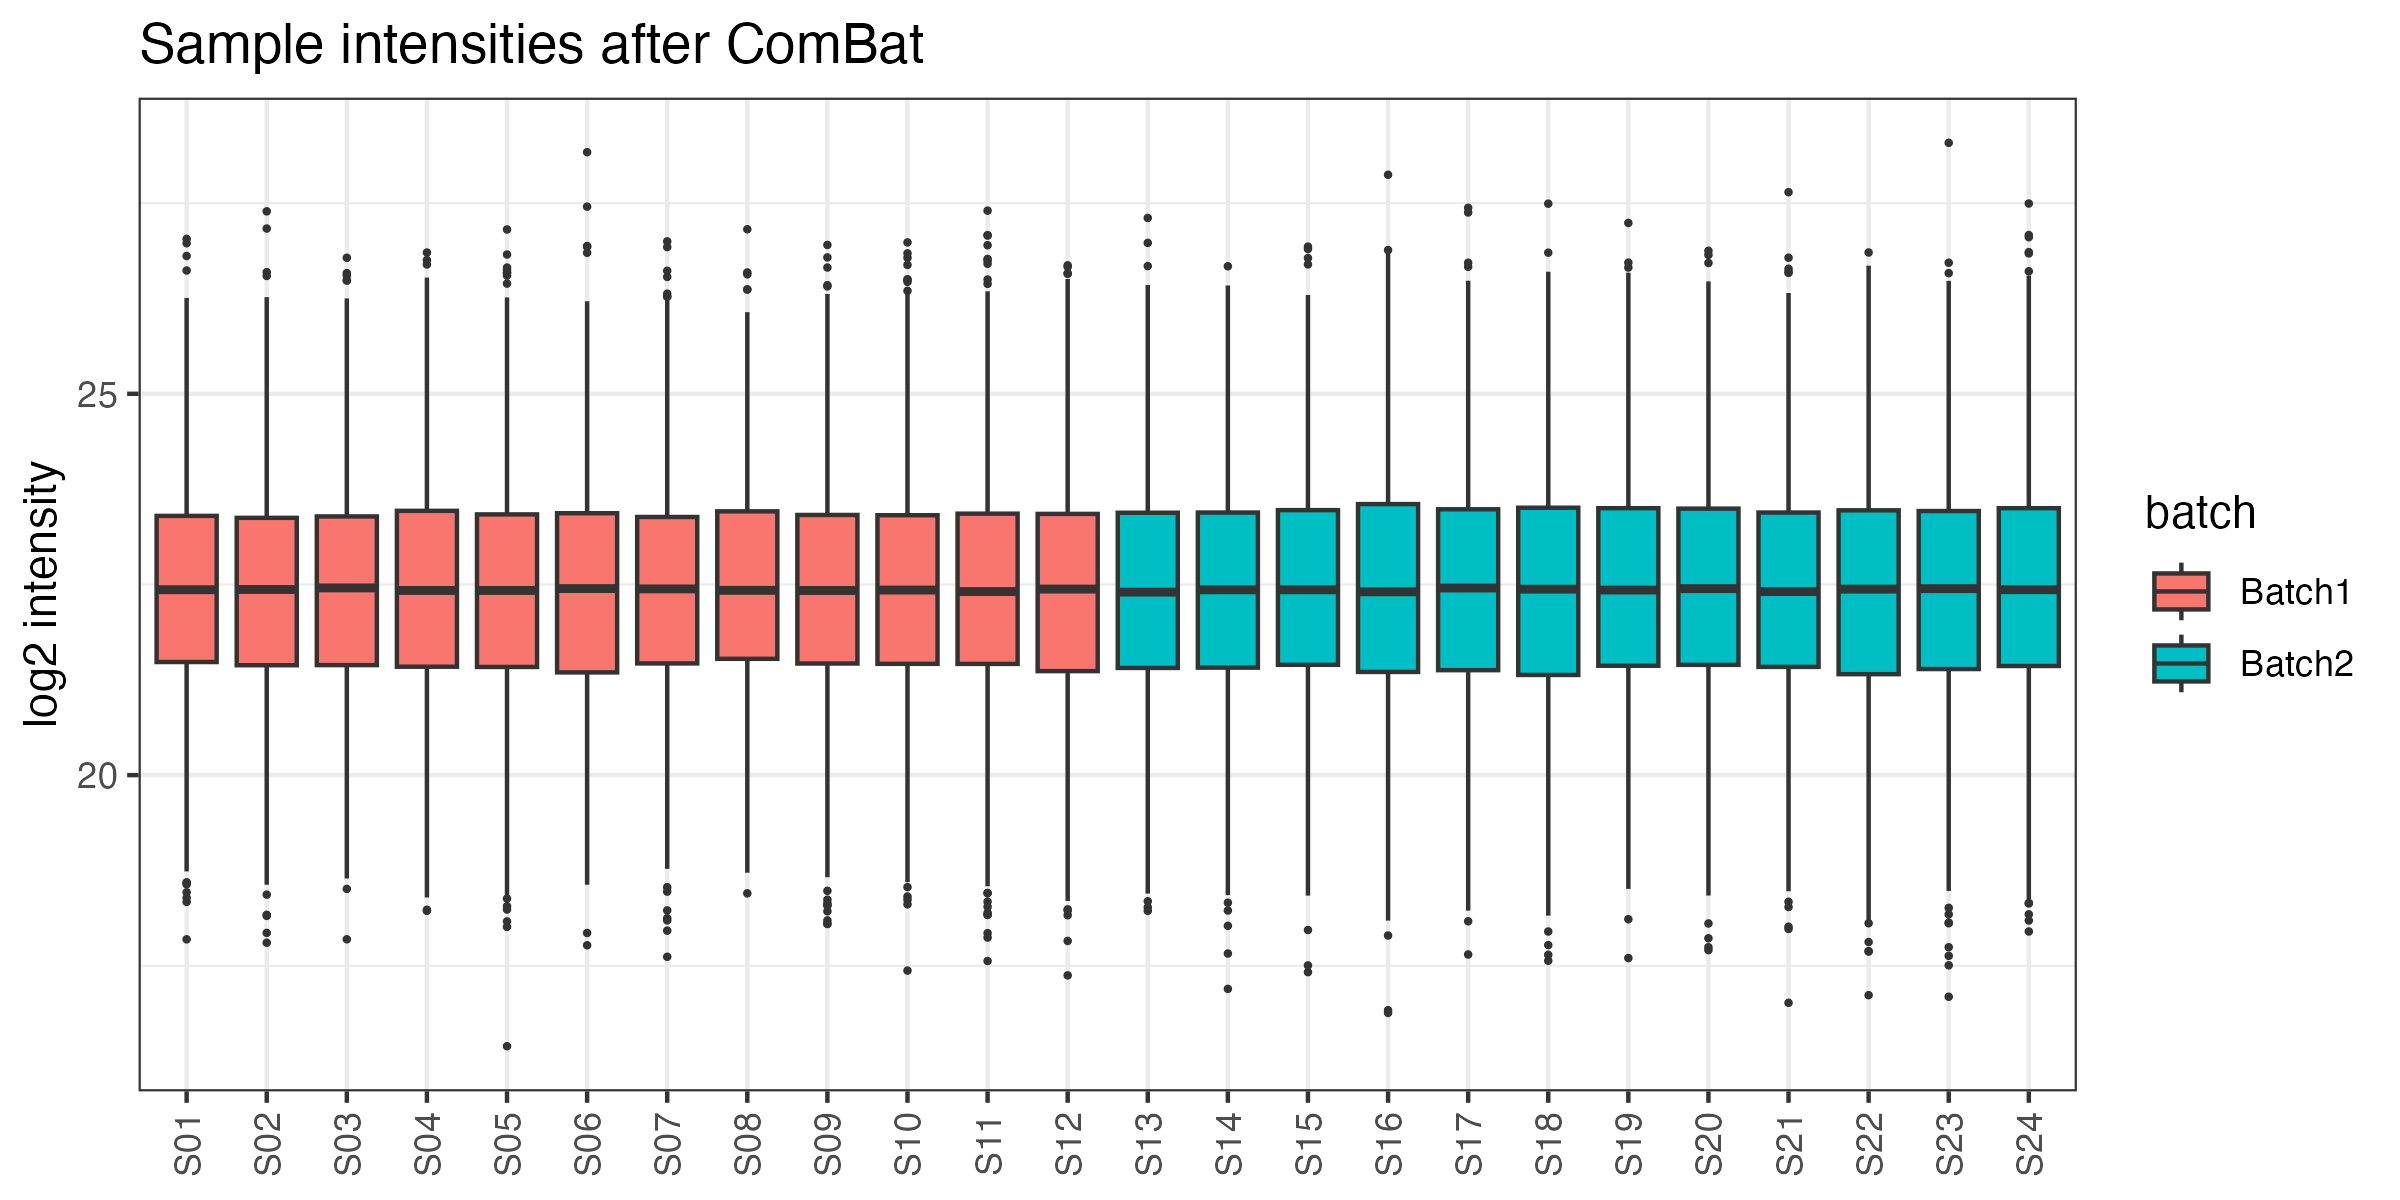 Sample intensities after ComBat
log2 intensity
25
20
S01
S02
S03
S04
S05
S06
S07
S08
S09
S10
S11
S12
S13
S14
S15
S16
S17
S18
S19
S20
S21
S22
S23
S24
batch
Batch1
Batch2